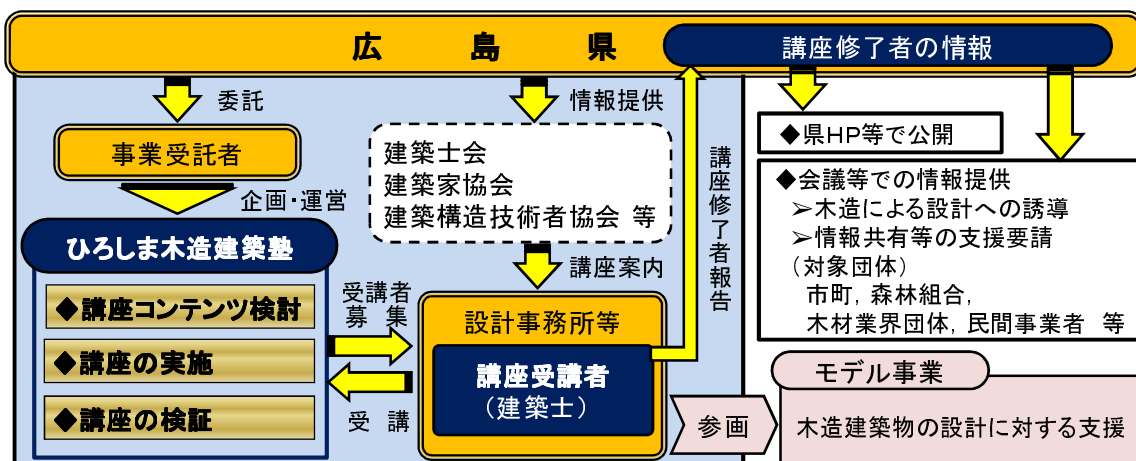 広島県
講座修了者の情報
委託
情報提供
事業受託者
建築士会
建築家協会
建築構造技術者協会 等
◆県HP等で公開
企画・運営
講座案内
講座修了者報告
◆会議等での情報提供
➢木造による設計への誘導
➢情報共有等の支援要請
（対象団体）
市町，森林組合，
木材業界団体，民間事業者 等
ひろしま木造建築塾
◆講座コンテンツ検討
◆講座の実施
◆講座の検証
受講者
募集
受講
設計事務所等
講座受講者
（建築士）
参画
モデル事業
木造建築物の設計に対する支援